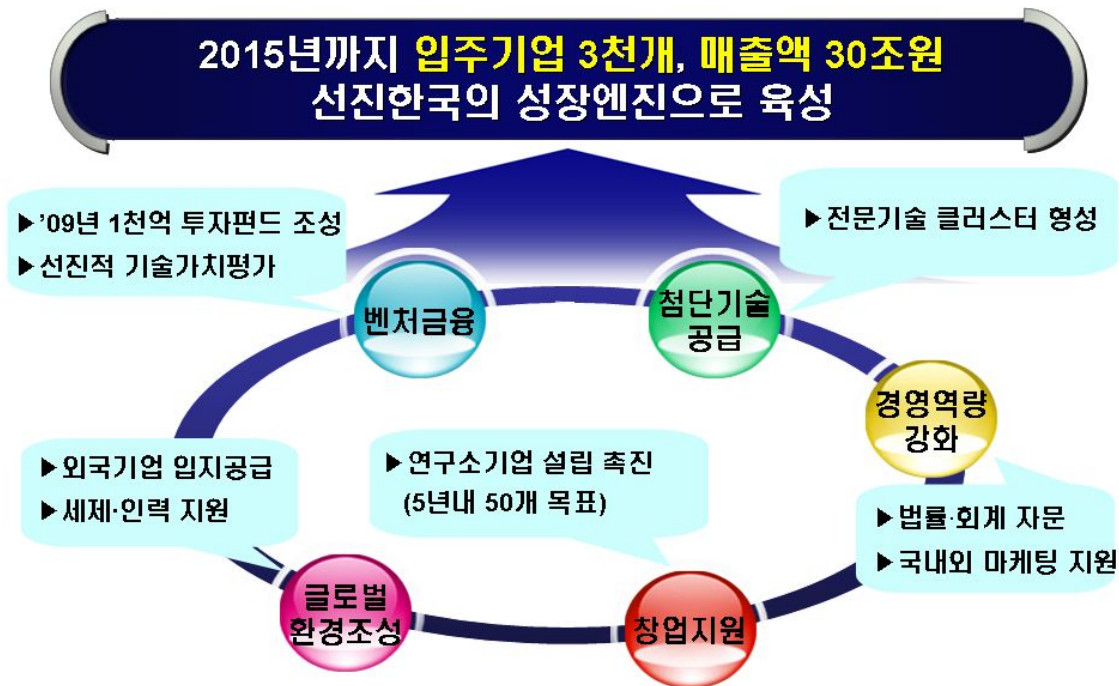 2015년까지 입주기업 3천개, 매출액 30조원
선진한국의 성장엔진으로 육성
▶’09년 1천억 투자펀드 조성
▶선진적 기술가치평가
▶전문기술 클러스터 형성
벤처금융
첨단기술
공급
경영역량
강화
▶외국기업 입지공급
▶세제·인력 지원
▶연구소기업 설립 촉진
(5년내 50개 목표)
▶법률·회계 자문
▶국내외 마케팅 지원
글로벌
환경조성
창업지원